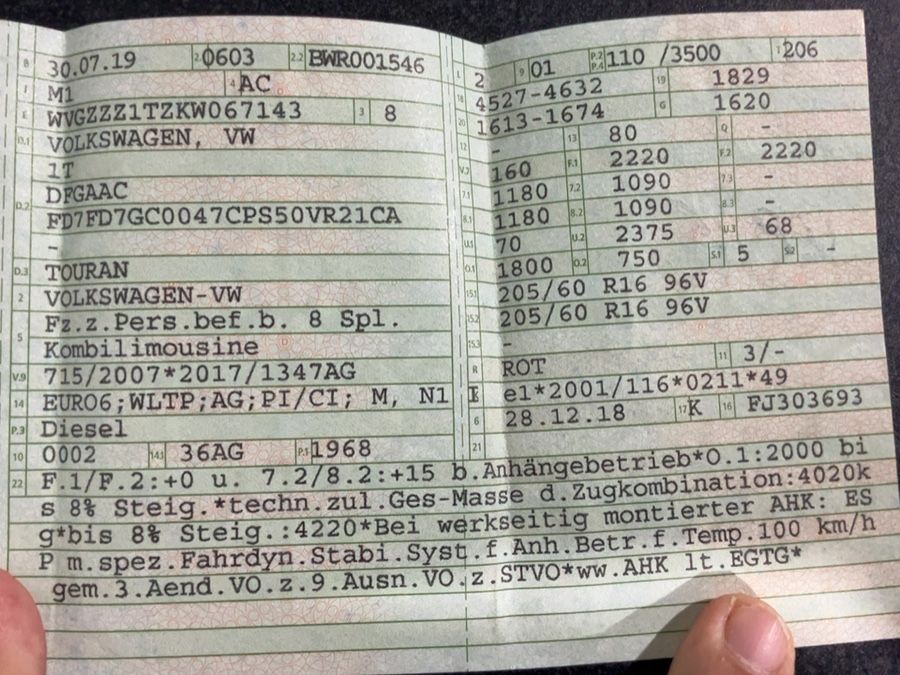 B 30.07.19 2.1 0603 2.2 BWR001546
J M1 4 AC
E WVGZZZ1TZKW067143 3 8
D.1 VOLKSWAGEN, VW
1T
D.2 DFGAAC
FD7FD7GC0047CPS50VR21CA
-
D.3 TOURAN
2 VOLKSWAGEN-VW
5 Fz.z.Pers.bef.b. 8 Spl.
Kombilimousine
V.9 715/2007*2017/1347AG
14 EURO6;WLTP;AG;PI/CI; M, N1
P.3 Diesel
10 0002 14.1 36AG P.1 1968
L 2 9 01 P.2 P.4 110 /3500 T 206
18 4527-4632 19 1829
20 1613-1674 G 1620
12 - 13 80 Q -
V.7 160 F.1 2220 F.2 2220
7.1 1180 7.2 1090 7.3 -
8.1 1180 8.2 1090 8.3 -
U.1 70 U.2 2375 U.3 68
O.1 1800 O.2 750 S.1 5 S.2 -
15.1 205/60 R16 96V
15.2 205/60 R16 96V
15.3 -
R ROT 11 3/-
K e1*2001/116*0211*49
6 28.12.18 17 K 16 FJ303693
21
22 F.1/F.2:+0 u. 7.2/8.2:+15 b.Anhängebetrieb*O.1:2000 bi
s 8% Steig.*techn.zul.Ges-Masse d.Zugkombination:4020k
g*bis 8% Steig.:4220*Bei werkseitig montierter AHK: ES
P m.spez.Fahrdyn.Stabi.Syst.f.Anh.Betr.f.Temp.100 km/h
gem.3.Aend.VO.z.9.Ausn.VO.z.STVO*ww.AHK lt.EGTG*